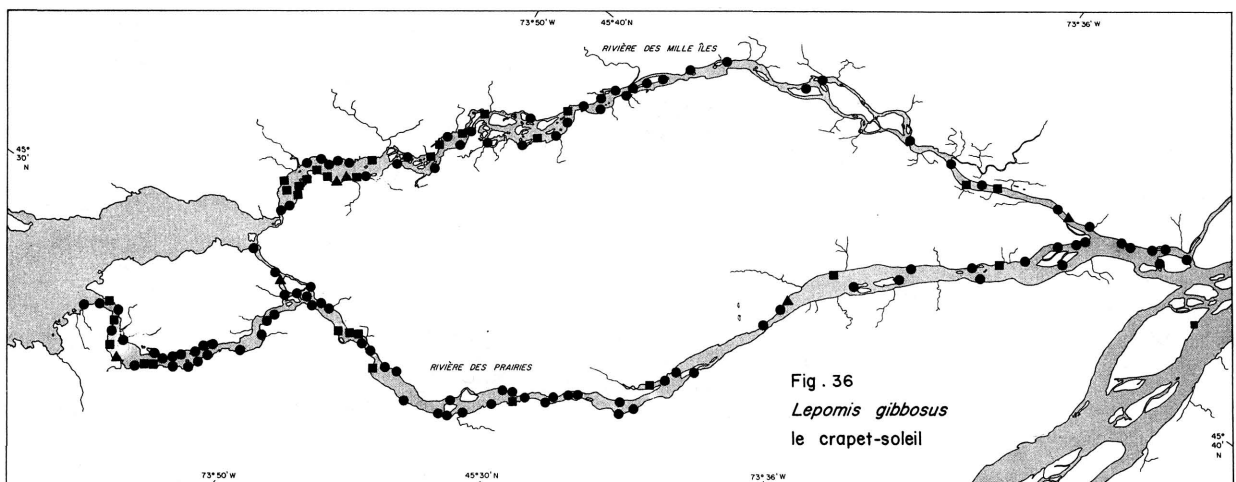 73° 50' W
45° 40' N
73° 36' W
RIVIÈRE DES MILLE ÎLES
45°
30'
N
RIVIÈRE DES PRAIRIES
Fig. 36
Lepomis gibbosus
le crapet-soleil
45°
40'
N
73° 50' W
45° 30' N
73° 36' W